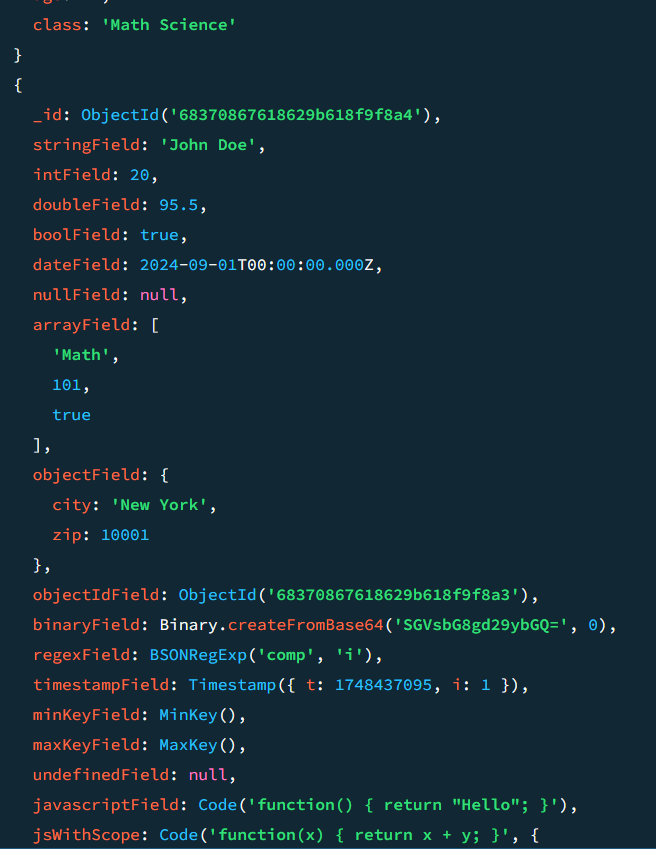 class: 'Math Science'
}
{
_id: ObjectId('68370867618629b618f9f8a4'),
stringField: 'John Doe',
intField: 20,
doubleField: 95.5,
boolField: true,
dateField: 2024-09-01T00:00:00.000Z,
nullField: null,
arrayField: [
'Math',
101,
true
],
objectField: {
city: 'New York',
zip: 10001
},
objectIdField: ObjectId('68370867618629b618f9f8a3'),
binaryField: Binary.createFromBase64('SGVsbG8gd29ybGQ=', 0),
regexField: BSONRegExp('comp', 'i'),
timestampField: Timestamp({ t: 1748437095, i: 1 }),
minKeyField: MinKey(),
maxKeyField: MaxKey(),
undefinedField: null,
javascriptField: Code('function() { return "Hello"; }'),
jsWithScope: Code('function(x) { return x + y; }', {